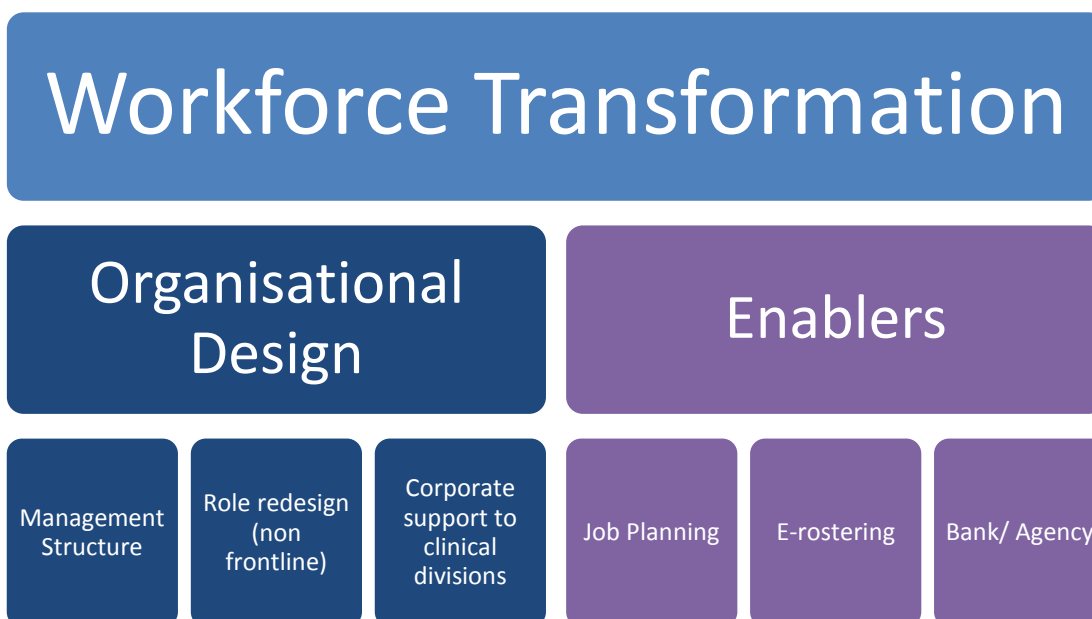 Workforce Transformation
Organisational
Design
Enablers
Management
Structure
Role redesign
(non
frontline)
Corporate
support to
clinical
divisions
Job Planning
E-rostering
Bank/ Agency